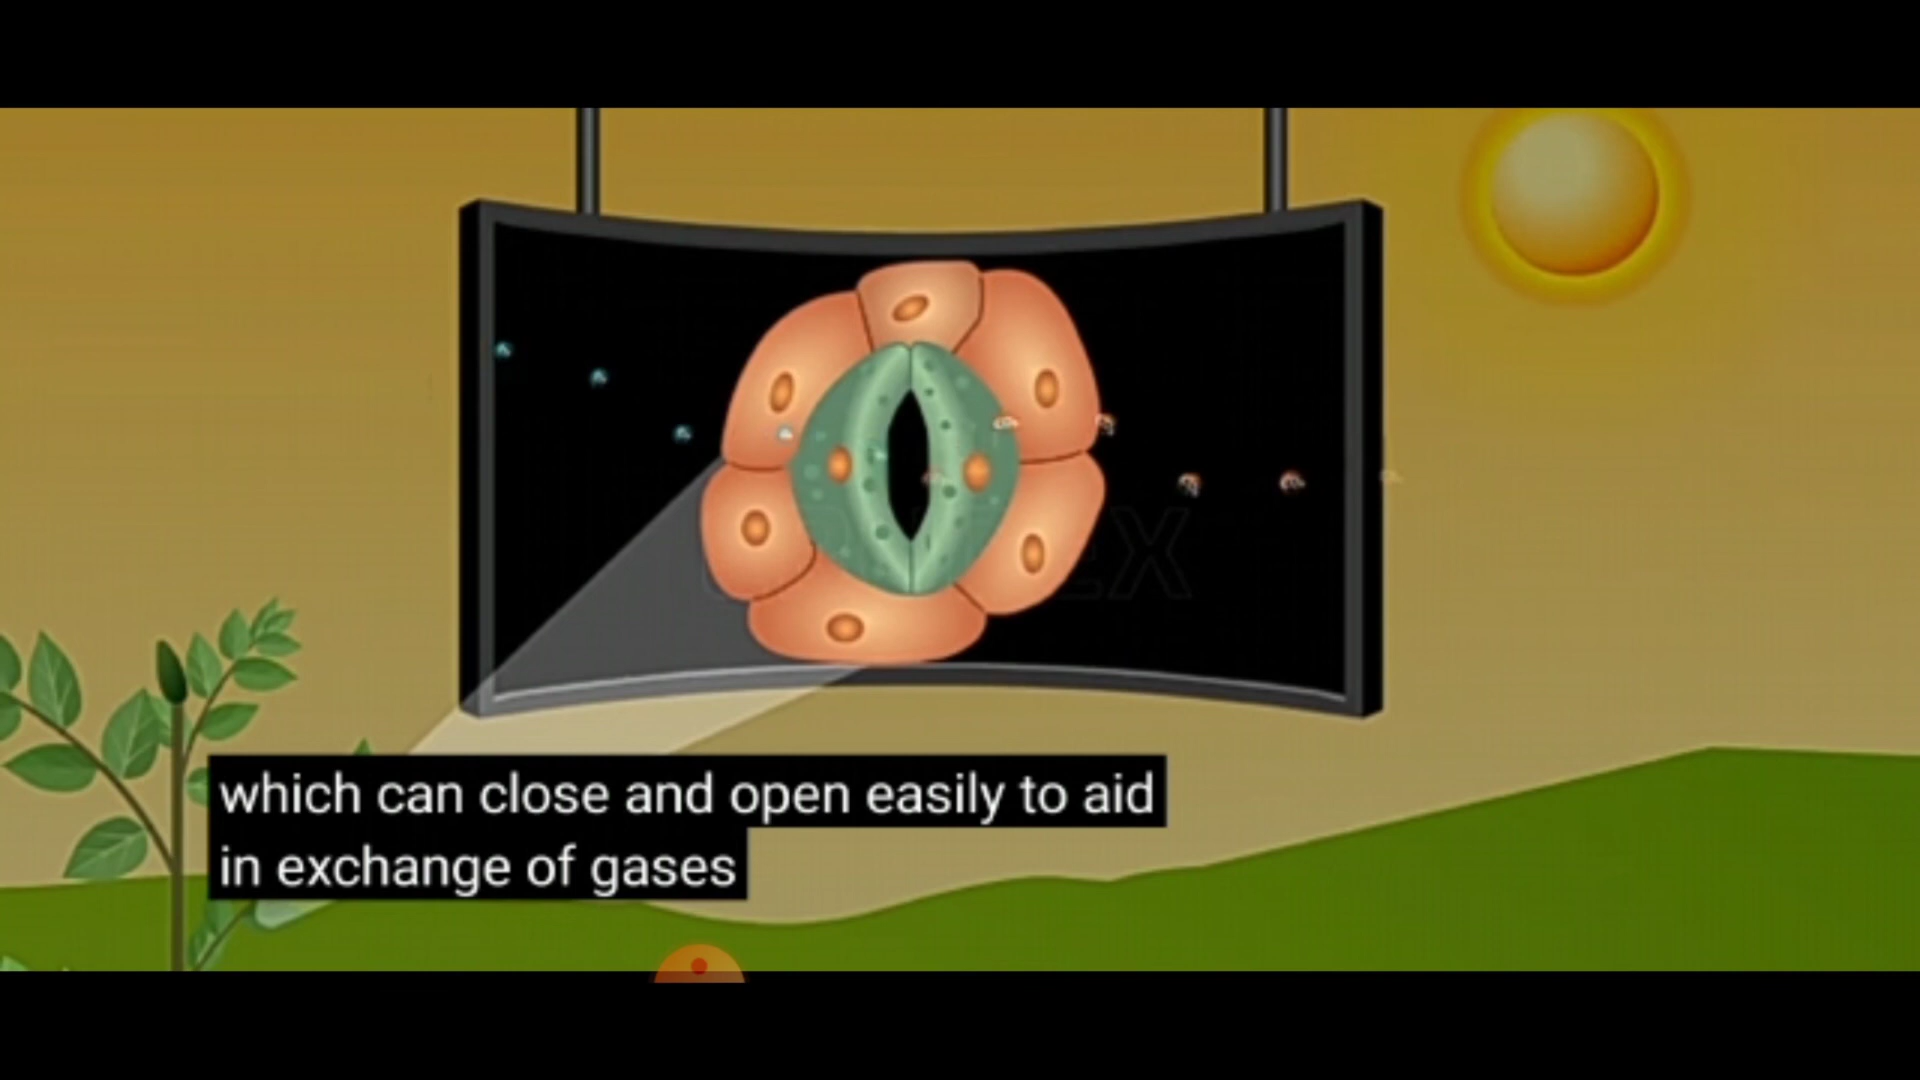 which can close and open easily to aid
in exchange of gases